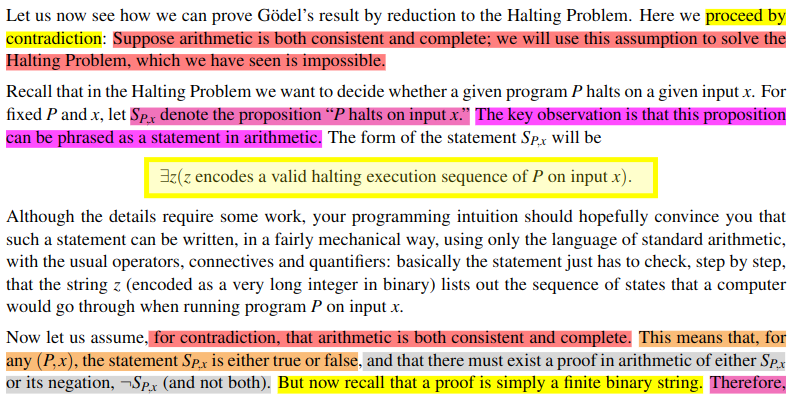 Let us now see how we can prove Gödel’s result by reduction to the Halting Problem. Here we proceed by
contradiction: Suppose arithmetic is both consistent and complete; we will use this assumption to solve the
Halting Problem, which we have seen is impossible.
Recall that in the Halting Problem we want to decide whether a given program P halts on a given input x. For
fixed P and x, let S_{P,x} denote the proposition “P halts on input x.” The key observation is that this proposition
can be phrased as a statement in arithmetic. The form of the statement S_{P,x} will be
∃z(z encodes a valid halting execution sequence of P on input x).
Although the details require some work, your programming intuition should hopefully convince you that
such a statement can be written, in a fairly mechanical way, using only the language of standard arithmetic,
with the usual operators, connectives and quantifiers: basically the statement just has to check, step by step,
that the string z (encoded as a very long integer in binary) lists out the sequence of states that a computer
would go through when running program P on input x.
Now let us assume, for contradiction, that arithmetic is both consistent and complete. This means that, for
any (P,x), the statement S_{P,x} is either true or false, and that there must exist a proof in arithmetic of either S_{P,x}
or its negation, ¬S_{P,x} (and not both). But now recall that a proof is simply a finite binary string. Therefore,